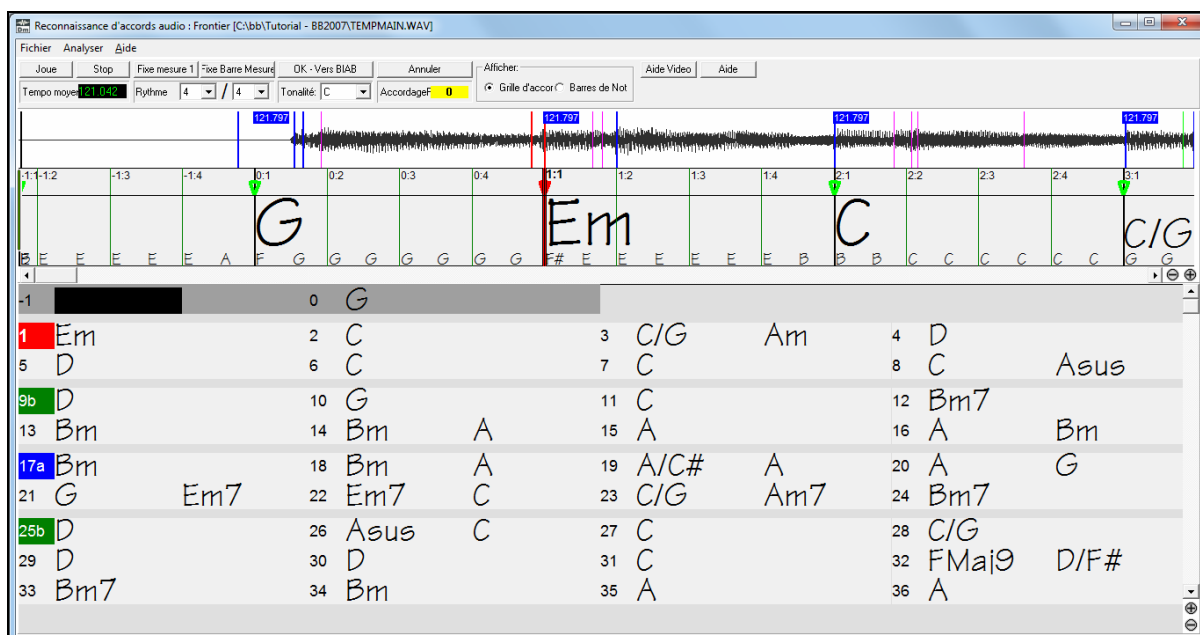 Reconnaissance d'accords audio : Frontier [C:\bb\Tutorial - BB2007\TEMPMAIN.WAV]
Fichier Analyser Aide
Joue Stop Fixe mesure 1 Fixe Barre Mesure OK - Vers BIAB Annuler Afficher: Aide Video Aide
Tempo moye 121.042 Rythme 4 / 4 Tonalité: C AccordageF 0 Grille d'accor Barres de Not
121.797 121.797 121.797 121.797
-1:1 -1:2 -1:3 -1:4 0:1 0:2 0:3 0:4 1:1 1:2 1:3 1:4 2:1 2:2 2:3 2:4 3:1
G Em C C/G
E E E E E A F G G G G G G G F# E E E E E E B B B C C C C C C G G
-1 0 G
1 Em 2 C 3 C/G Am 4 D
5 D 6 C 7 C 8 C Asus
9b D 10 G 11 C 12 Bm7
13 Bm 14 Bm A 15 A 16 A Bm
17a Bm 18 Bm A 19 A/C# A 20 A G
21 G Em7 22 Em7 C 23 C/G Am7 24 Bm7
25b D 26 Asus C 27 C 28 C/G
29 D 30 D 31 C 32 FMaj9 D/F#
33 Bm7 34 Bm 35 A 36 A